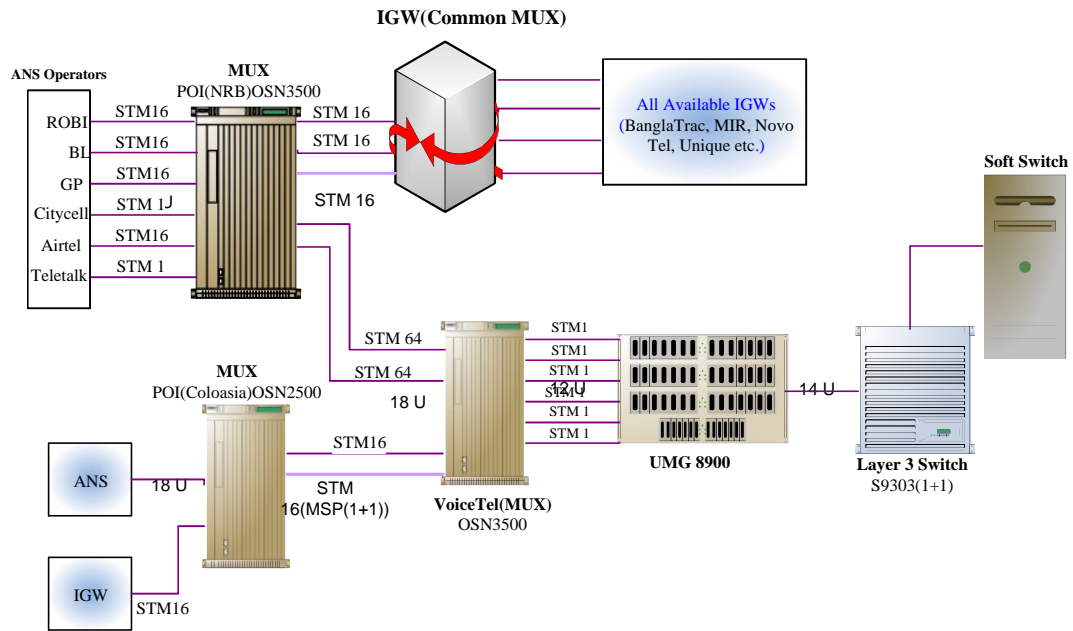 IGW(Common MUX)
ANS Operators
MUX
POI(NRB)OSN3500
ROBI
BL
GP
Citycell
Airtel
Teletalk
STM16
STM16
STM16
STM 1
STM16
STM 1
STM 16
STM 16
STM 16
All Available IGWs
(BanglaTrac, MIR, Novo
Tel, Unique etc.)
Soft Switch
STM 64
STM 64
18 U
MUX
POI(Coloasia)OSN2500
STM16
STM
16(MSP(1+1))
ANS
18 U
IGW
STM16
VoiceTel(MUX)
OSN3500
STM1
STM1
STM 1
12 U
STM 1
STM 1
STM 1
UMG 8900
14 U
Layer 3 Switch
S9303(1+1)